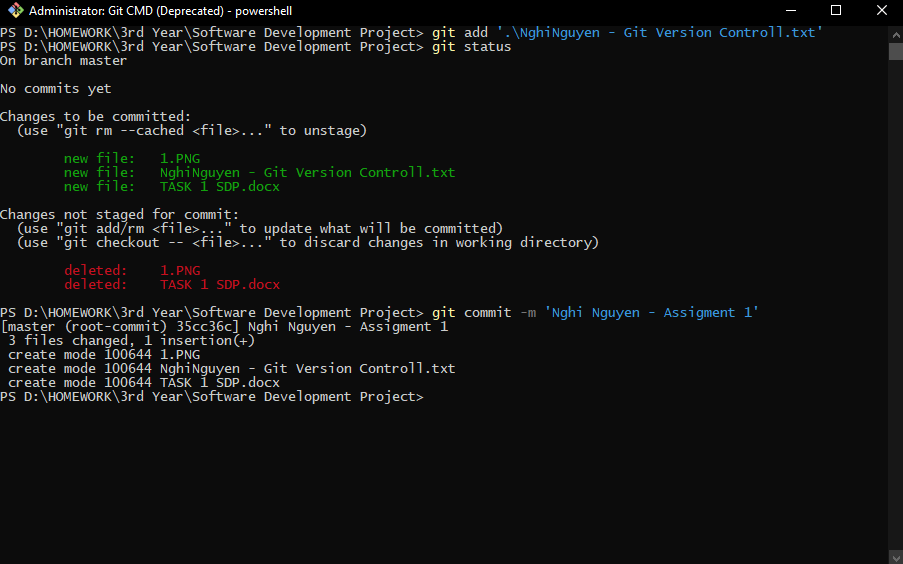 Administrator: Git CMD (Deprecated) - powershell
PS D:\HOMEWORK\3rd Year\Software Development Project> git add '.\NghiNguyen - Git Version Controll.txt'
PS D:\HOMEWORK\3rd Year\Software Development Project> git status
On branch master
No commits yet
Changes to be committed:
(use "git rm --cached <file>..." to unstage)
new file: 1.PNG
new file: NghiNguyen - Git Version Controll.txt
new file: TASK 1 SDP.docx
Changes not staged for commit:
(use "git add/rm <file>..." to update what will be committed)
(use "git checkout -- <file>..." to discard changes in working directory)
deleted: 1.PNG
deleted: TASK 1 SDP.docx
PS D:\HOMEWORK\3rd Year\Software Development Project> git commit -m 'Nghi Nguyen - Assigment 1'
[master (root-commit) 35cc36c] Nghi Nguyen - Assigment 1
3 files changed, 1 insertion(+)
create mode 100644 1.PNG
create mode 100644 NghiNguyen - Git Version Controll.txt
create mode 100644 TASK 1 SDP.docx
PS D:\HOMEWORK\3rd Year\Software Development Project>